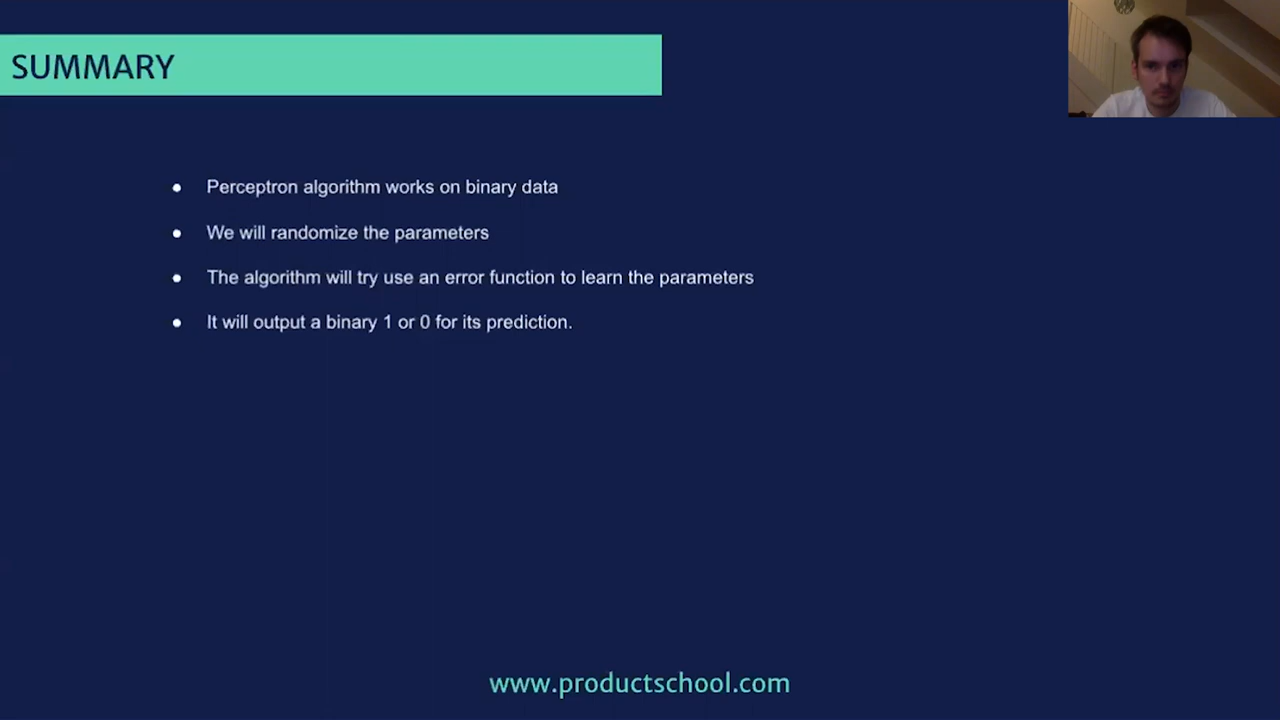 SUMMARY
● Perceptron algorithm works on binary data
● We will randomize the parameters
● The algorithm will try use an error function to learn the parameters
● It will output a binary 1 or 0 for its prediction.
www.productschool.com